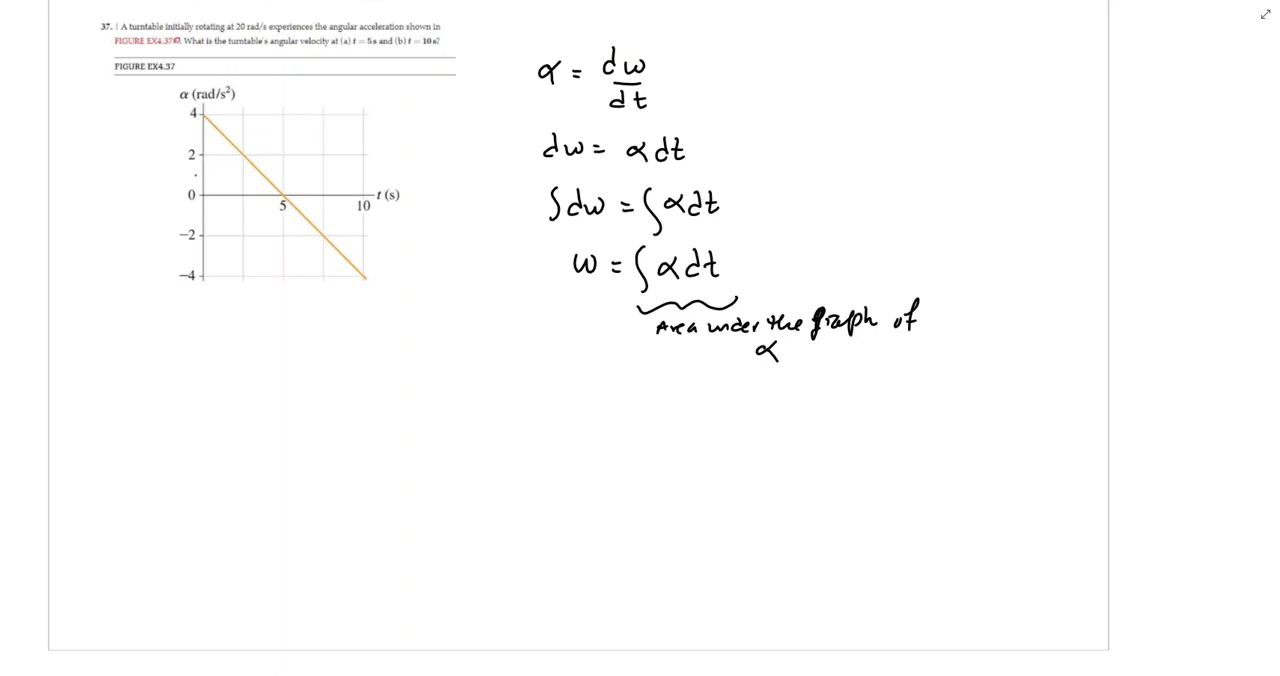 37. | A turntable initially rotating at 20 rad/s experiences the angular acceleration shown in
FIGURE EX4.37. What is the turntable's angular velocity at (a) t = 5 s and (b) t = 10 s?
FIGURE EX4.37
α (rad/s²)
4
2
0
5
10
t (s)
−2
−4
α = dω/dt
dω = α dt
∫dω = ∫αdt
ω = ∫αdt
Area under the graph of
α